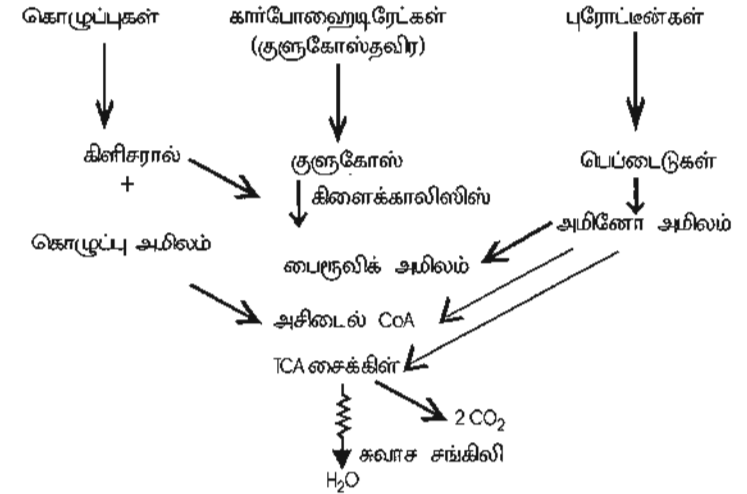 கொழுப்புகள் கார்போஹைடிரேட்கள் புரோட்டீன்கள்
(குளுகோஸ்தவிர)
கிளிசரால் குளுகோஸ் பெப்டைடுகள்
+ கிளைக்காலிஸிஸ்
அமினோ அமிலம்
கொழுப்பு அமிலம்
பைரூவிக் அமிலம்
அசிடைல் CoA
TCA சைக்கிள்
2 CO₂
சுவாச சங்கிலி
H₂O